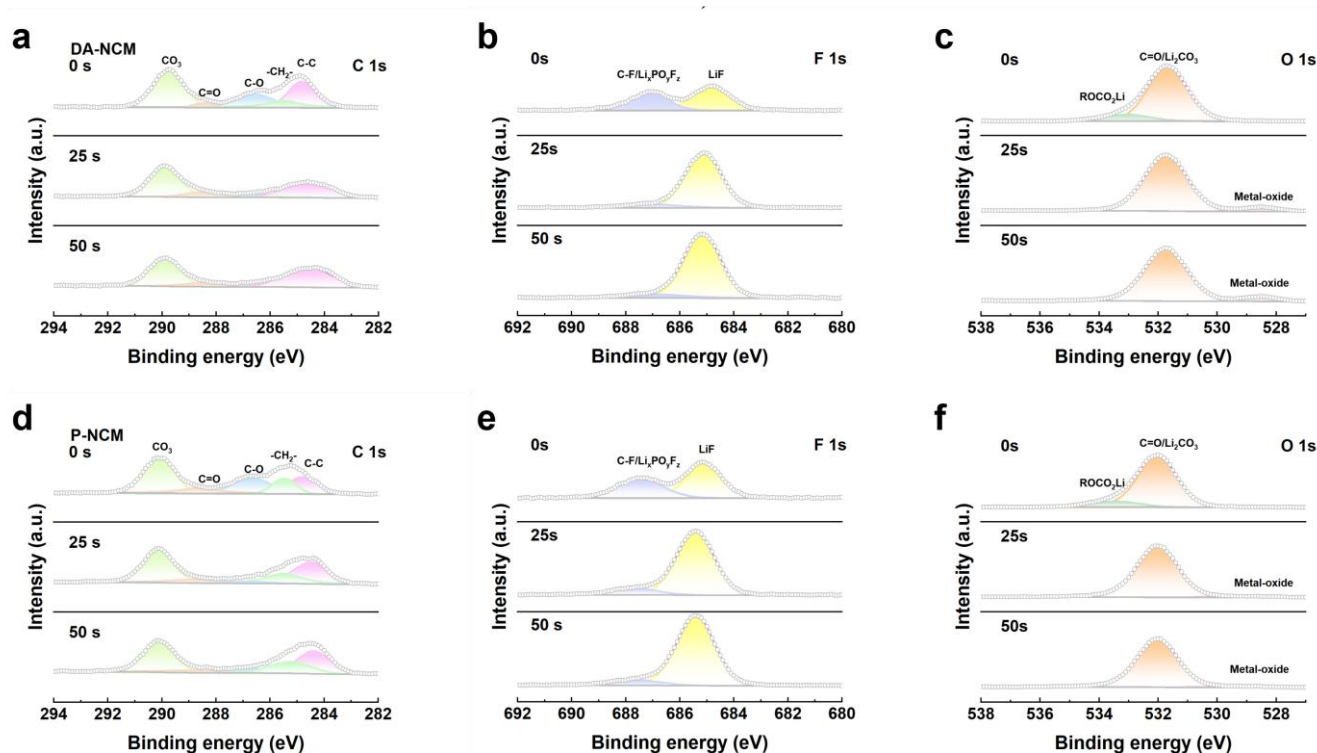 a
DA-NCM
0 s
C 1s
CO₃
C=O
C-O
-CH₂-
C-C
25 s
50 s
Intensity (a.u.)
294 292 290 288 286 284 282
Binding energy (eV)
b
0s
F 1s
C-F/LiₓPOᵧF_z
LiF
25s
50 s
Intensity (a.u.)
692 690 688 686 684 682 680
Binding energy (eV)
c
0s
O 1s
C=O/Li₂CO₃
ROCO₂Li
25s
Metal-oxide
50s
Metal-oxide
Intensity (a.u.)
538 536 534 532 530 528
Binding energy (eV)
d
P-NCM
0 s
C 1s
CO₃
C=O
C-O
-CH₂-
C-C
25 s
50 s
Intensity (a.u.)
294 292 290 288 286 284 282
Binding energy (eV)
e
0s
F 1s
C-F/LiₓPOᵧF_z
LiF
25s
50 s
Intensity (a.u.)
692 690 688 686 684 682 680
Binding energy (eV)
f
0s
O 1s
C=O/Li₂CO₃
ROCO₂Li
25s
Metal-oxide
50s
Metal-oxide
Intensity (a.u.)
538 536 534 532 530 528
Binding energy (eV)